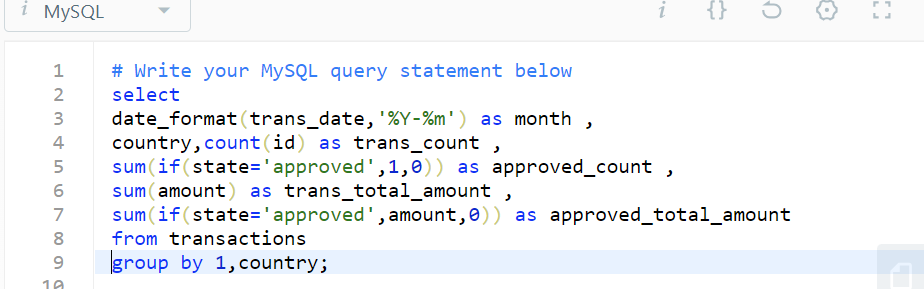 i MySQL i {}
1 # Write your MySQL query statement below
2 select
3 date_format(trans_date,'%Y-%m') as month ,
4 country,count(id) as trans_count ,
5 sum(if(state='approved',1,0)) as approved_count ,
6 sum(amount) as trans_total_amount ,
7 sum(if(state='approved',amount,0)) as approved_total_amount
8 from transactions
9 group by 1,country;
10